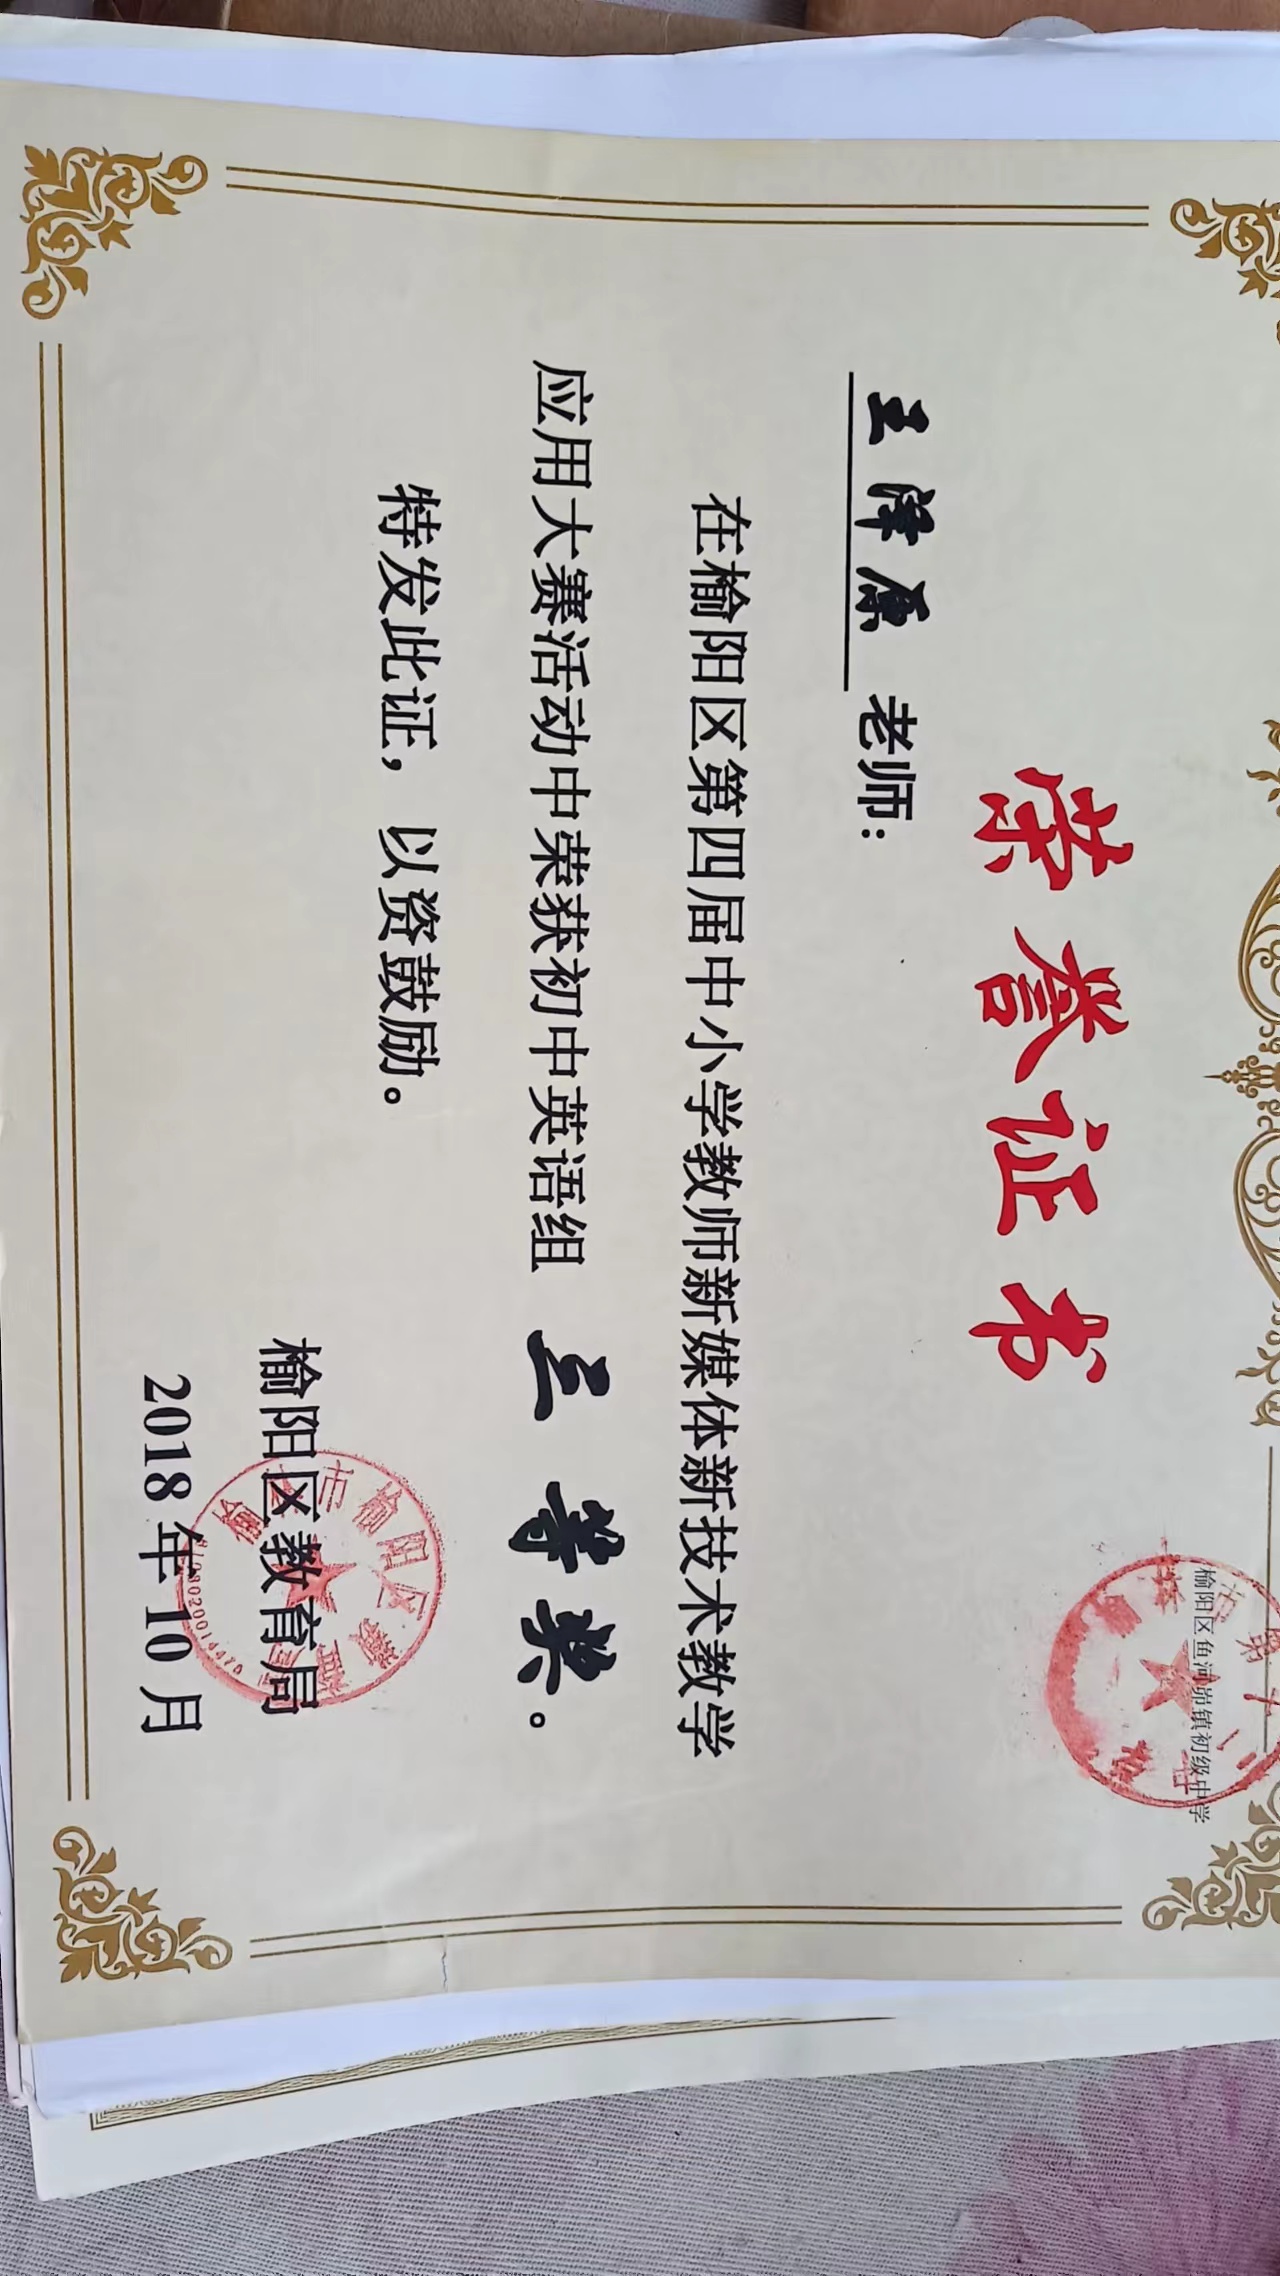 荣誉证书
王泽原 老师：
在榆阳区第四届中小学教师新媒体新技术教学
应用大赛活动中荣获初中英语组 三等奖。
特发此证，以资鼓励。
榆阳区教育局
2018年10月
榆阳区鱼河峁镇初级中学